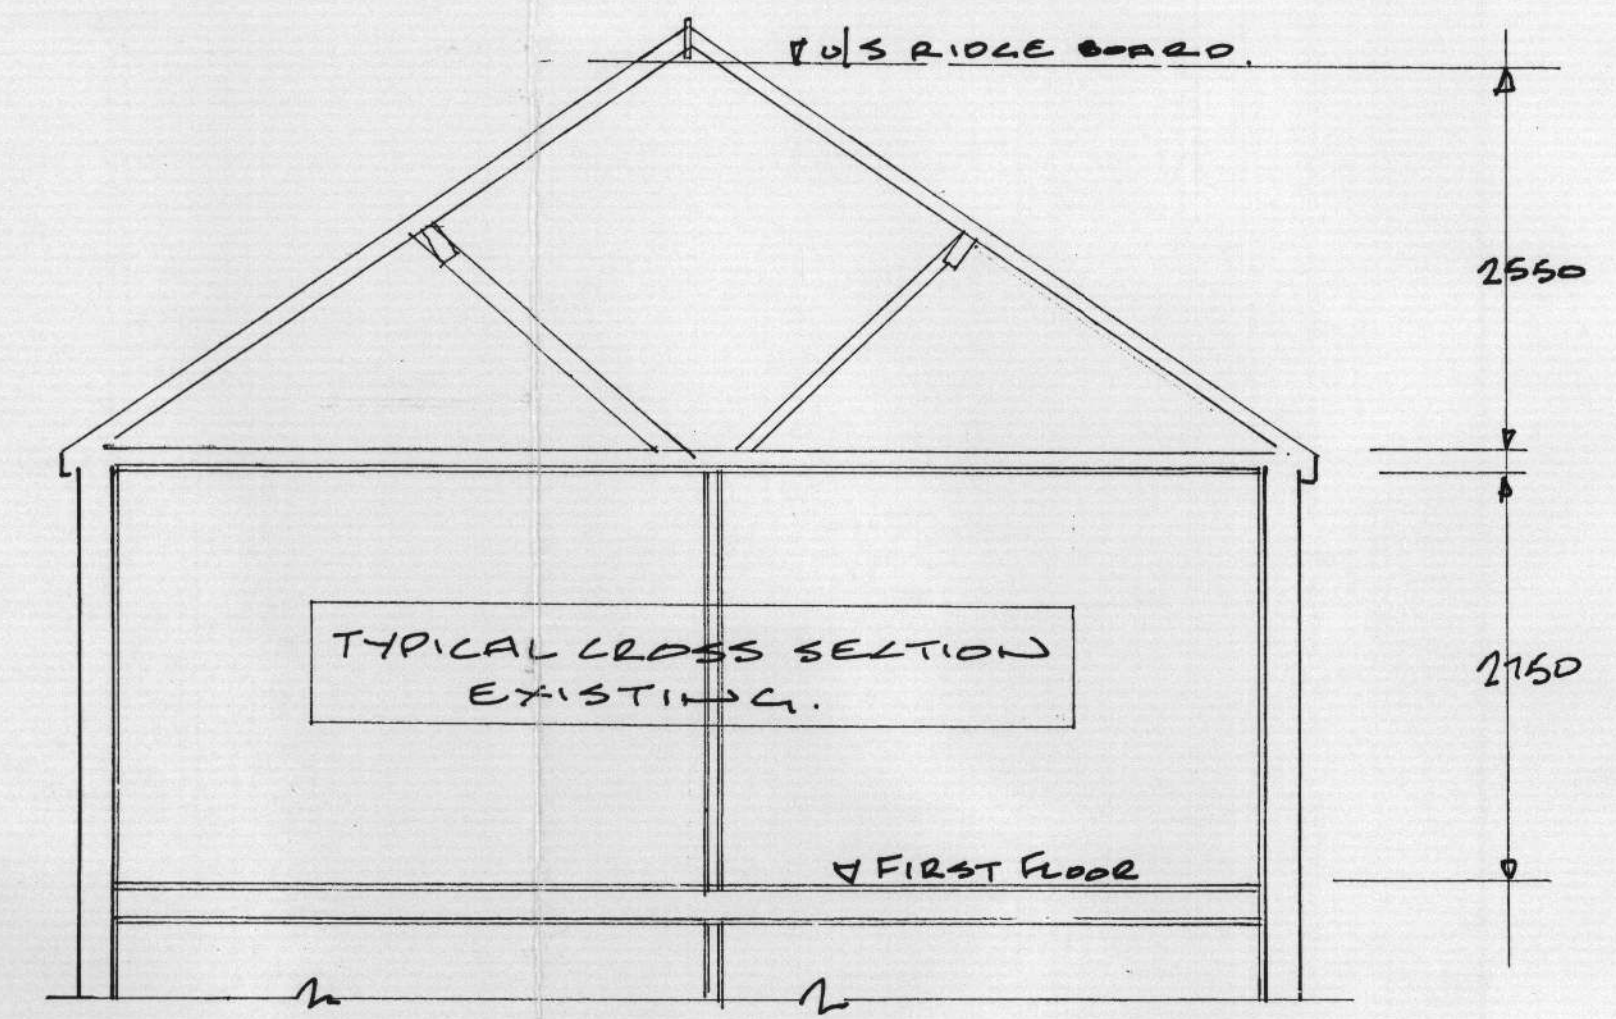 ∇ U/S RIDGE BOARD.
2550
TYPICAL CROSS SECTION
EXISTING.
2750
∇ FIRST FLOOR